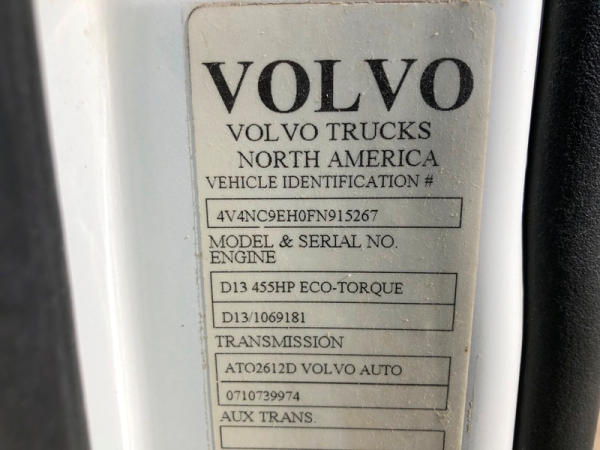 VOLVO
VOLVO TRUCKS
NORTH AMERICA
VEHICLE IDENTIFICATION #
4V4NC9EH0FN915267
MODEL & SERIAL NO.
ENGINE
D13 455HP ECO-TORQUE
D13/1069181
TRANSMISSION
ATO2612D VOLVO AUTO
0710739974
AUX TRANS.